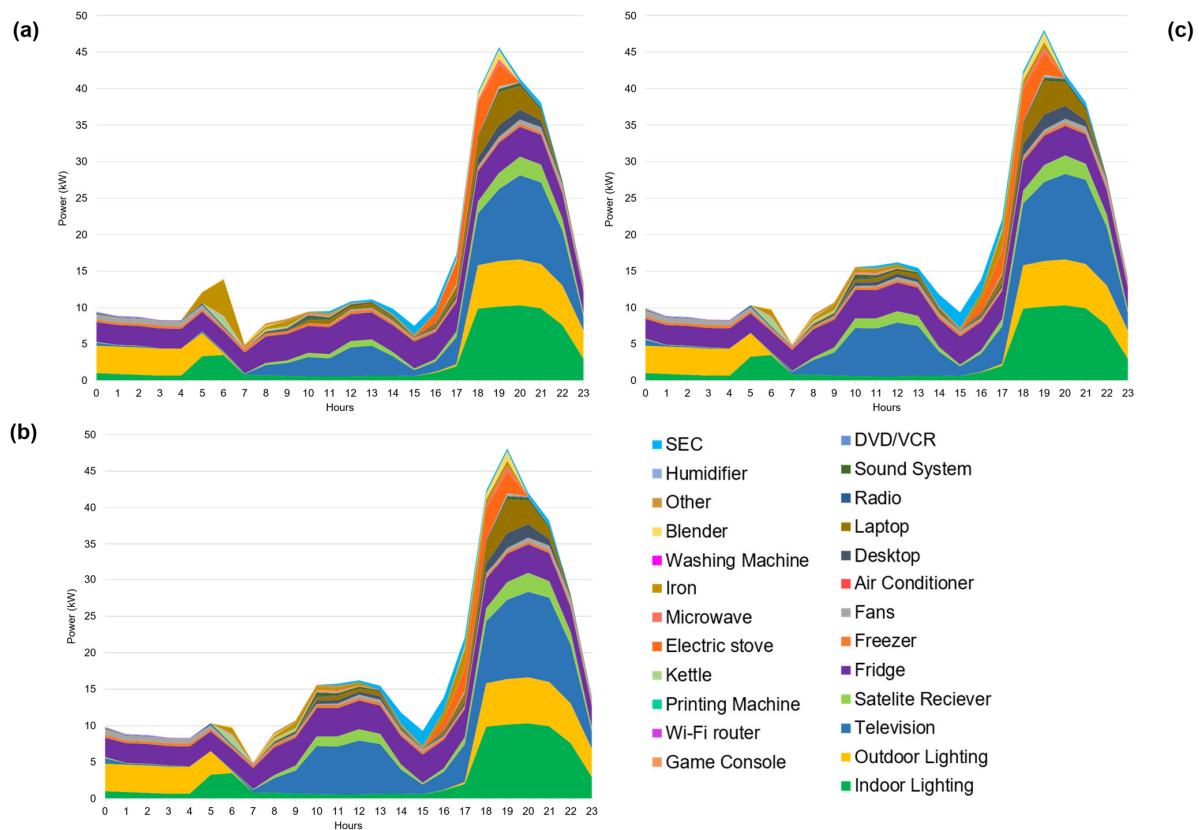 (a)
50
45
40
35
30
25
20
15
10
5
0
Power (kW)
0 1 2 3 4 5 6 7 8 9 10 11 12 13 14 15 16 17 18 19 20 21 22 23
Hours
(c)
50
45
40
35
30
25
20
15
10
5
0
Power (kW)
0 1 2 3 4 5 6 7 8 9 10 11 12 13 14 15 16 17 18 19 20 21 22 23
Hours
(b)
50
45
40
35
30
25
20
15
10
5
0
Power (kW)
0 1 2 3 4 5 6 7 8 9 10 11 12 13 14 15 16 17 18 19 20 21 22 23
Hours
SEC
Humidifier
Other
Blender
Washing Machine
Iron
Microwave
Electric stove
Kettle
Printing Machine
Wi-Fi router
Game Console
DVD/VCR
Sound System
Radio
Laptop
Desktop
Air Conditioner
Fans
Freezer
Fridge
Satelite Reciever
Television
Outdoor Lighting
Indoor Lighting